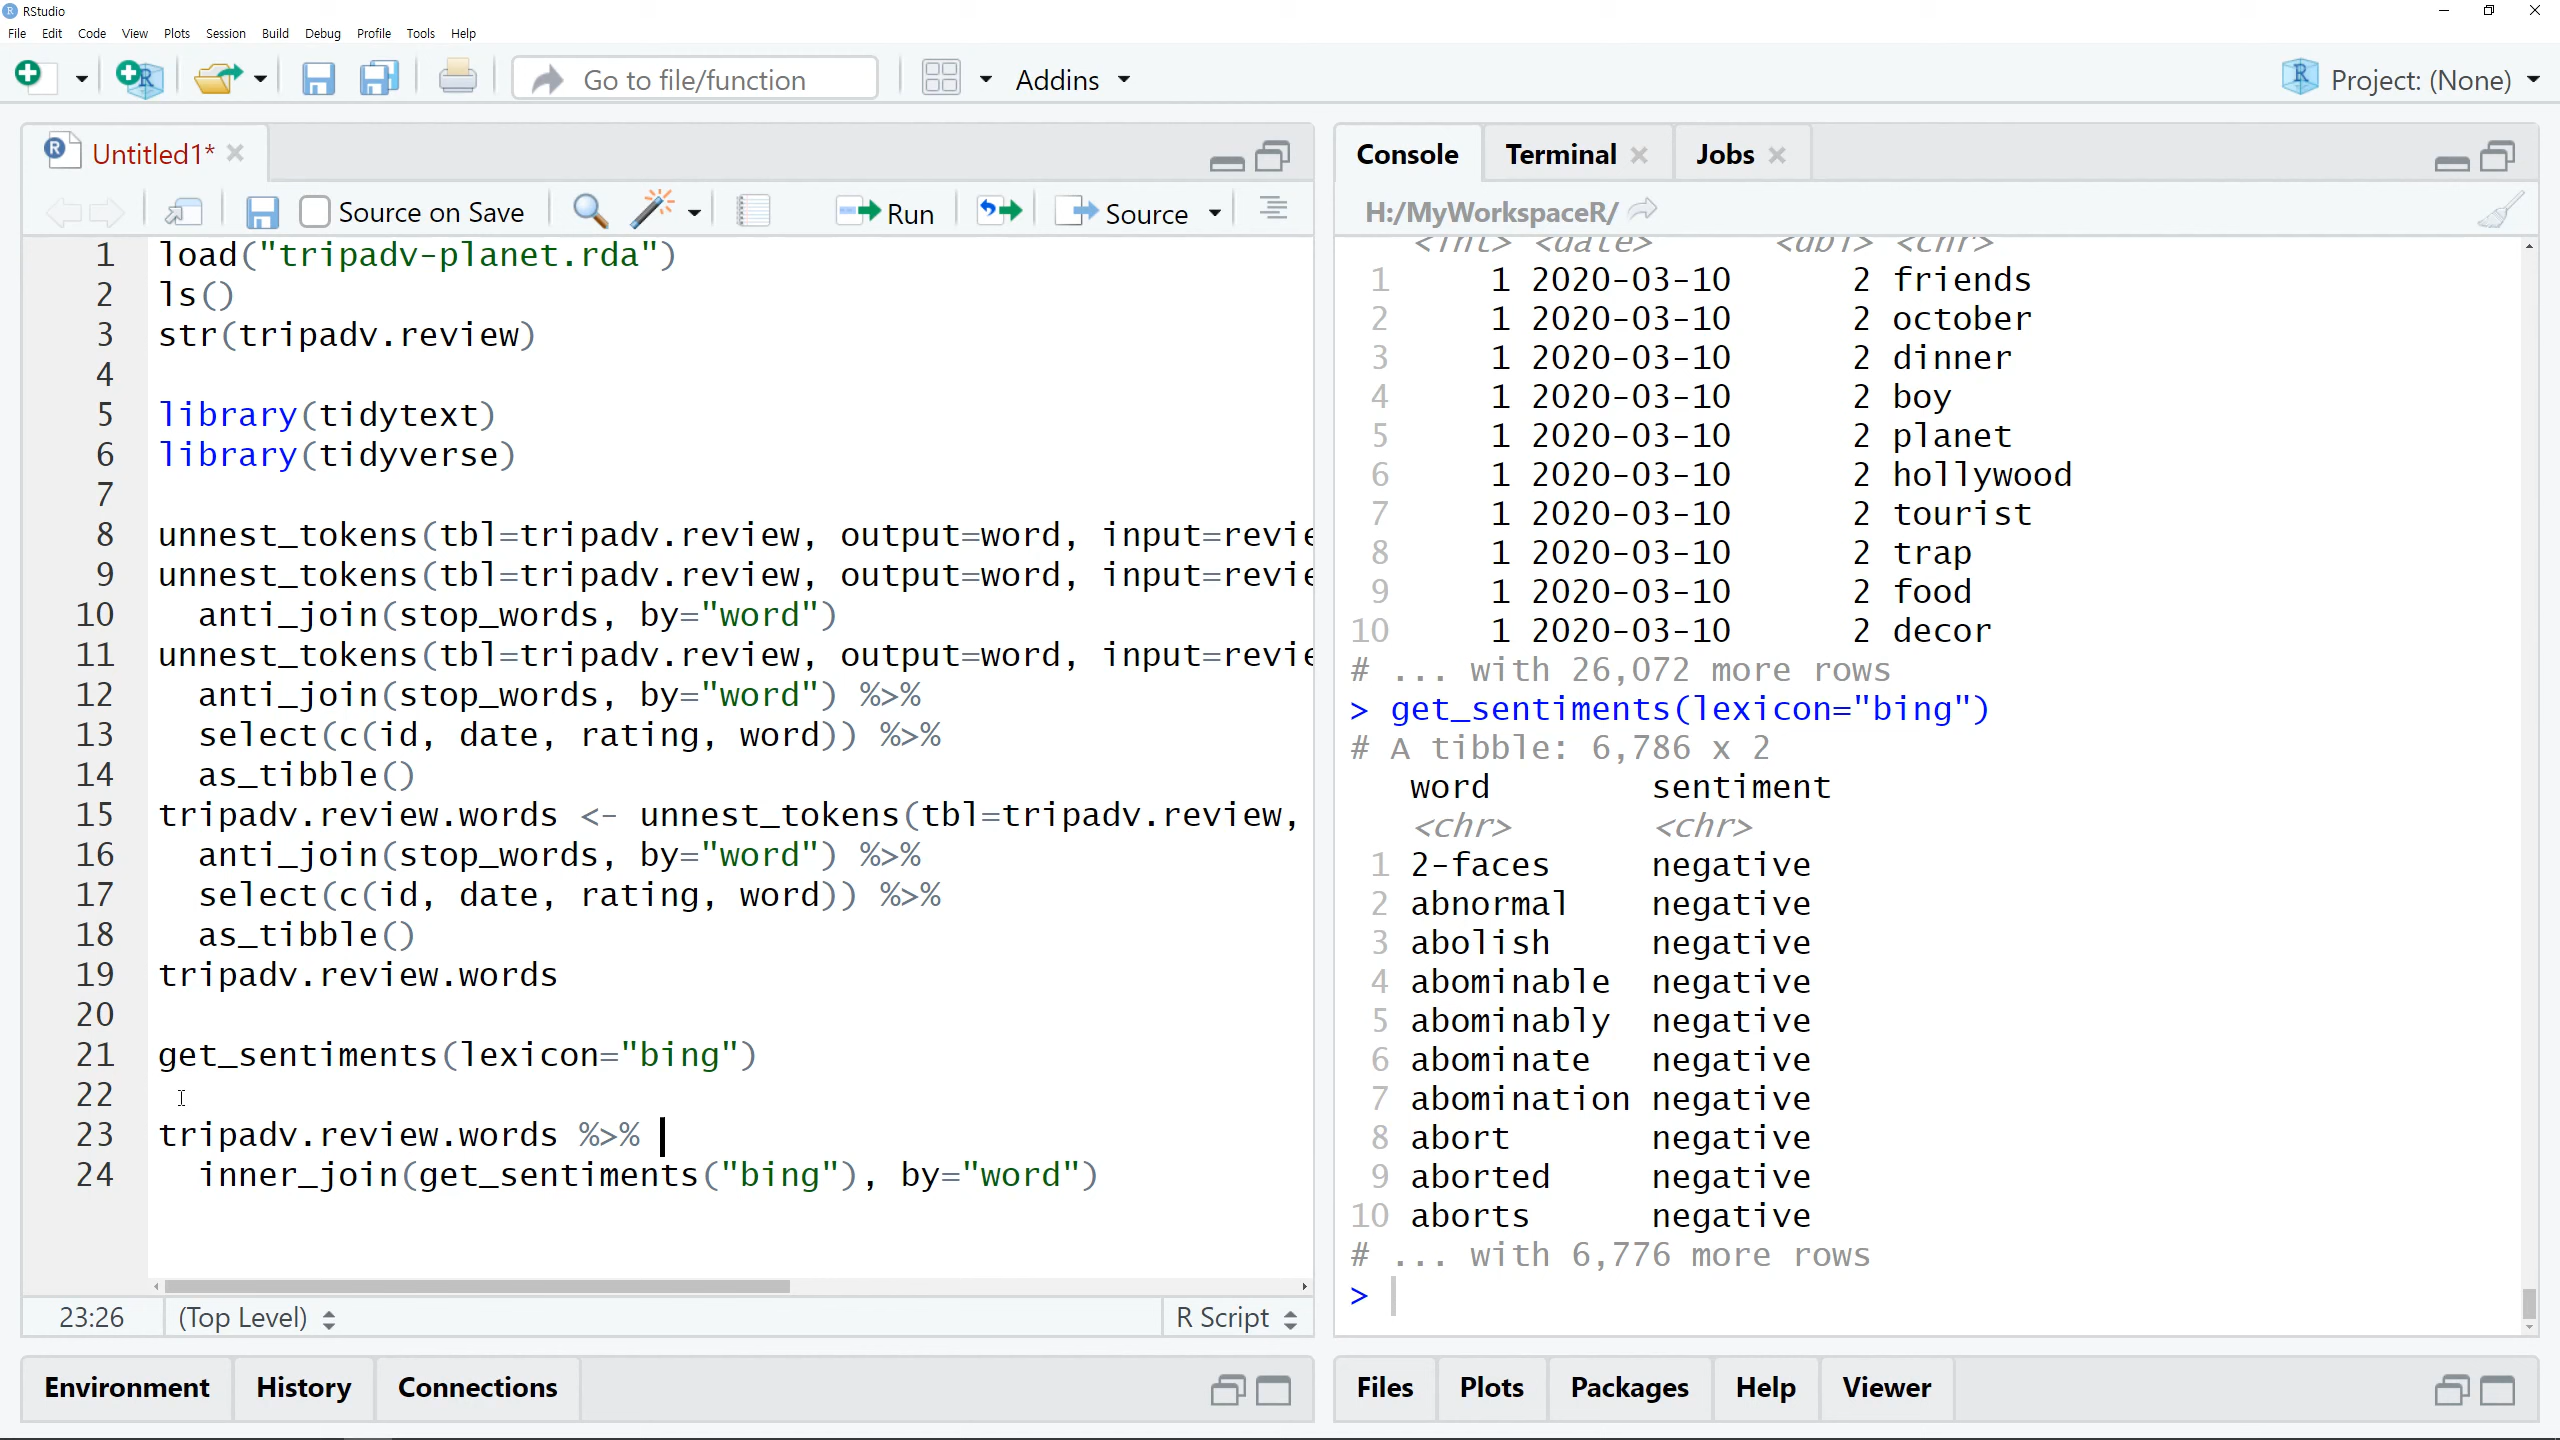 RStudio
File Edit Code View Plots Session Build Debug Profile Tools Help
Go to file/function Addins Project: (None)
Untitled1*
Source on Save Run Source
1 load("tripadv-planet.rda")
2 ls()
3 str(tripadv.review)
4
5 library(tidytext)
6 library(tidyverse)
7
8 unnest_tokens(tbl=tripadv.review, output=word, input=revie
9 unnest_tokens(tbl=tripadv.review, output=word, input=revie
10 anti_join(stop_words, by="word")
11 unnest_tokens(tbl=tripadv.review, output=word, input=revie
12 anti_join(stop_words, by="word") %>%
13 select(c(id, date, rating, word)) %>%
14 as_tibble()
15 tripadv.review.words <- unnest_tokens(tbl=tripadv.review,
16 anti_join(stop_words, by="word") %>%
17 select(c(id, date, rating, word)) %>%
18 as_tibble()
19 tripadv.review.words
20
21 get_sentiments(lexicon="bing")
22
23 tripadv.review.words %>%
24 inner_join(get_sentiments("bing"), by="word")
23:26 (Top Level) R Script
Environment History Connections
Console Terminal Jobs
H:/MyWorkspaceR/
<int> <date> <dbl> <chr>
1 1 2020-03-10 2 friends
2 1 2020-03-10 2 october
3 1 2020-03-10 2 dinner
4 1 2020-03-10 2 boy
5 1 2020-03-10 2 planet
6 1 2020-03-10 2 hollywood
7 1 2020-03-10 2 tourist
8 1 2020-03-10 2 trap
9 1 2020-03-10 2 food
10 1 2020-03-10 2 decor
# ... with 26,072 more rows
> get_sentiments(lexicon="bing")
# A tibble: 6,786 x 2
word sentiment
<chr> <chr>
1 2-faces negative
2 abnormal negative
3 abolish negative
4 abominable negative
5 abominably negative
6 abominate negative
7 abomination negative
8 abort negative
9 aborted negative
10 aborts negative
# ... with 6,776 more rows
>
Files Plots Packages Help Viewer